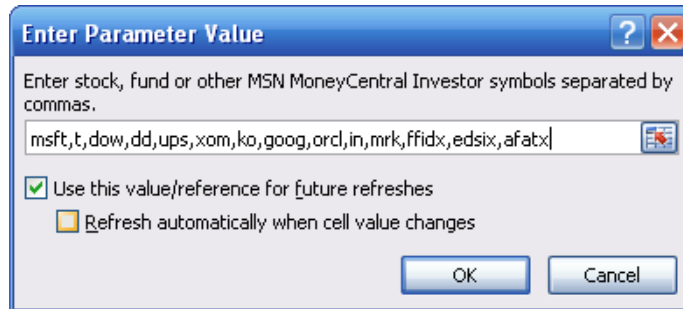 Enter Parameter Value
Enter stock, fund or other MSN MoneyCentral Investor symbols separated by
commas.
msft,t,dow,dd,ups,xom,ko,goog,orcl,in,mrk,ffidx,edsix,afatx
Use this value/reference for future refreshes
Refresh automatically when cell value changes
OK Cancel